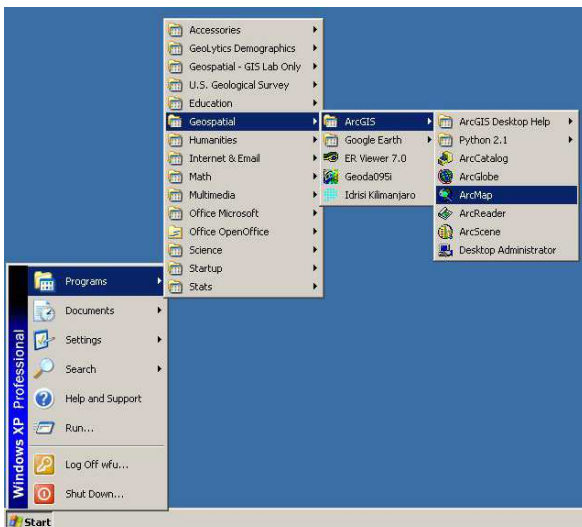 Accessories
GeoLytics Demographics
Geospatial - GIS Lab Only
U.S. Geological Survey
Education
Geospatial
Humanities
Internet & Email
Math
Multimedia
Office Microsoft
Office OpenOffice
Science
Startup
Stats
ArcGIS
Google Earth
ER Viewer 7.0
Geoda095i
Idrisi Kilimanjaro
ArcGIS Desktop Help
Python 2.1
ArcCatalog
ArcGlobe
ArcMap
ArcReader
ArcScene
Desktop Administrator
Programs
Documents
Settings
Search
Help and Support
Run...
Log Off wfu...
Shut Down...
Windows XP Professional
Start